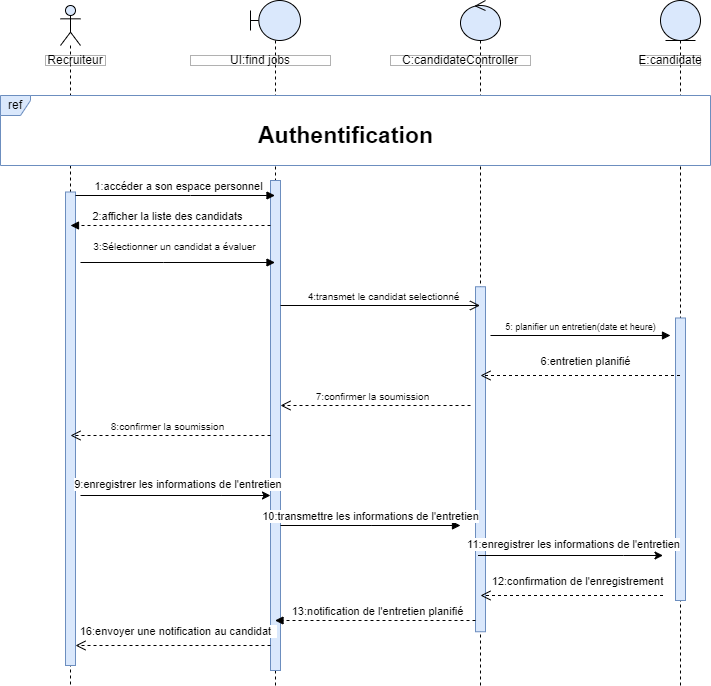 Recruiteur
UI:find jobs
C:candidateController
E:candidate
ref
Authentification
1:accéder a son espace personnel
2:afficher la liste des candidats
3:Sélectionner un candidat a évaluer
4:transmet le candidat selectionné
5: planifier un entretien(date et heure)
6:entretien planifié
7:confirmer la soumission
8:confirmer la soumission
9:enregistrer les informations de l'entretien
10:transmettre les informations de l'entretien
11:enregistrer les informations de l'entretien
12:confirmation de l'enregistrement
13:notification de l'entretien planifié
16:envoyer une notification au candidat